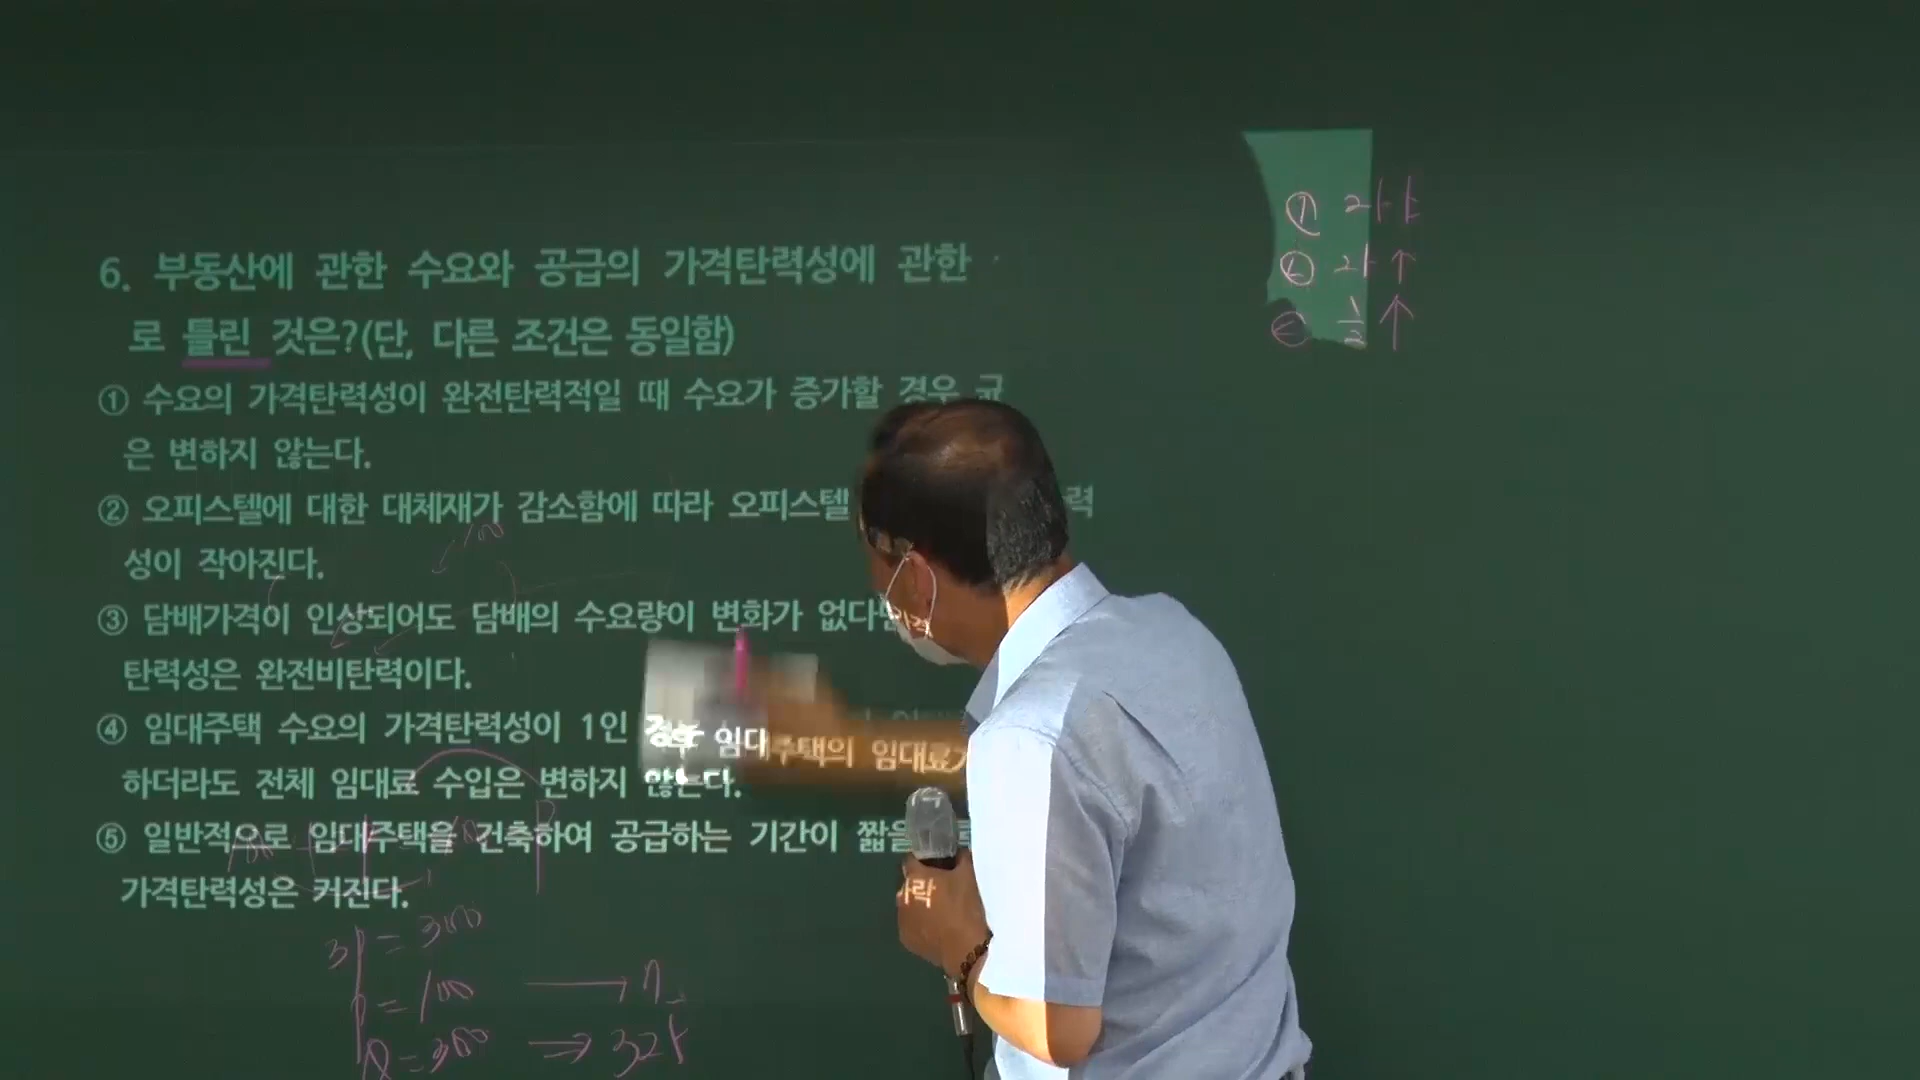 6. 부동산에 관한 수요와 공급의 가격탄력성에 관한
로 틀린 것은?(단, 다른 조건은 동일함)
① 수요의 가격탄력성이 완전탄력적일 때 수요가 증가할 경우 균
은 변하지 않는다.
② 오피스텔에 대한 대체재가 감소함에 따라 오피스텔 력
성이 작아진다.
③ 담배가격이 인상되어도 담배의 수요량이 변화가 없다면
탄력성은 완전비탄력이다.
④ 임대주택 수요의 가격탄력성이 1인 경우 임대주택의 임대료가
하더라도 전체 임대료 수입은 변하지 않는다.
⑤ 일반적으로 임대주택을 건축하여 공급하는 기간이 짧을
가격탄력성은 커진다.
3P = 300
P = 100
Q = 300
㉠
㉡
㉢ 1/2 ↑